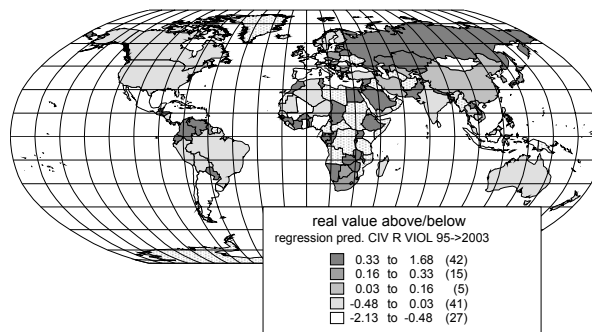 real value above/below
regression pred. CIV R VIOL 95->2003
0.33 to 1.68 (42)
0.16 to 0.33 (15)
0.03 to 0.16 (5)
-0.48 to 0.03 (41)
-2.13 to -0.48 (27)